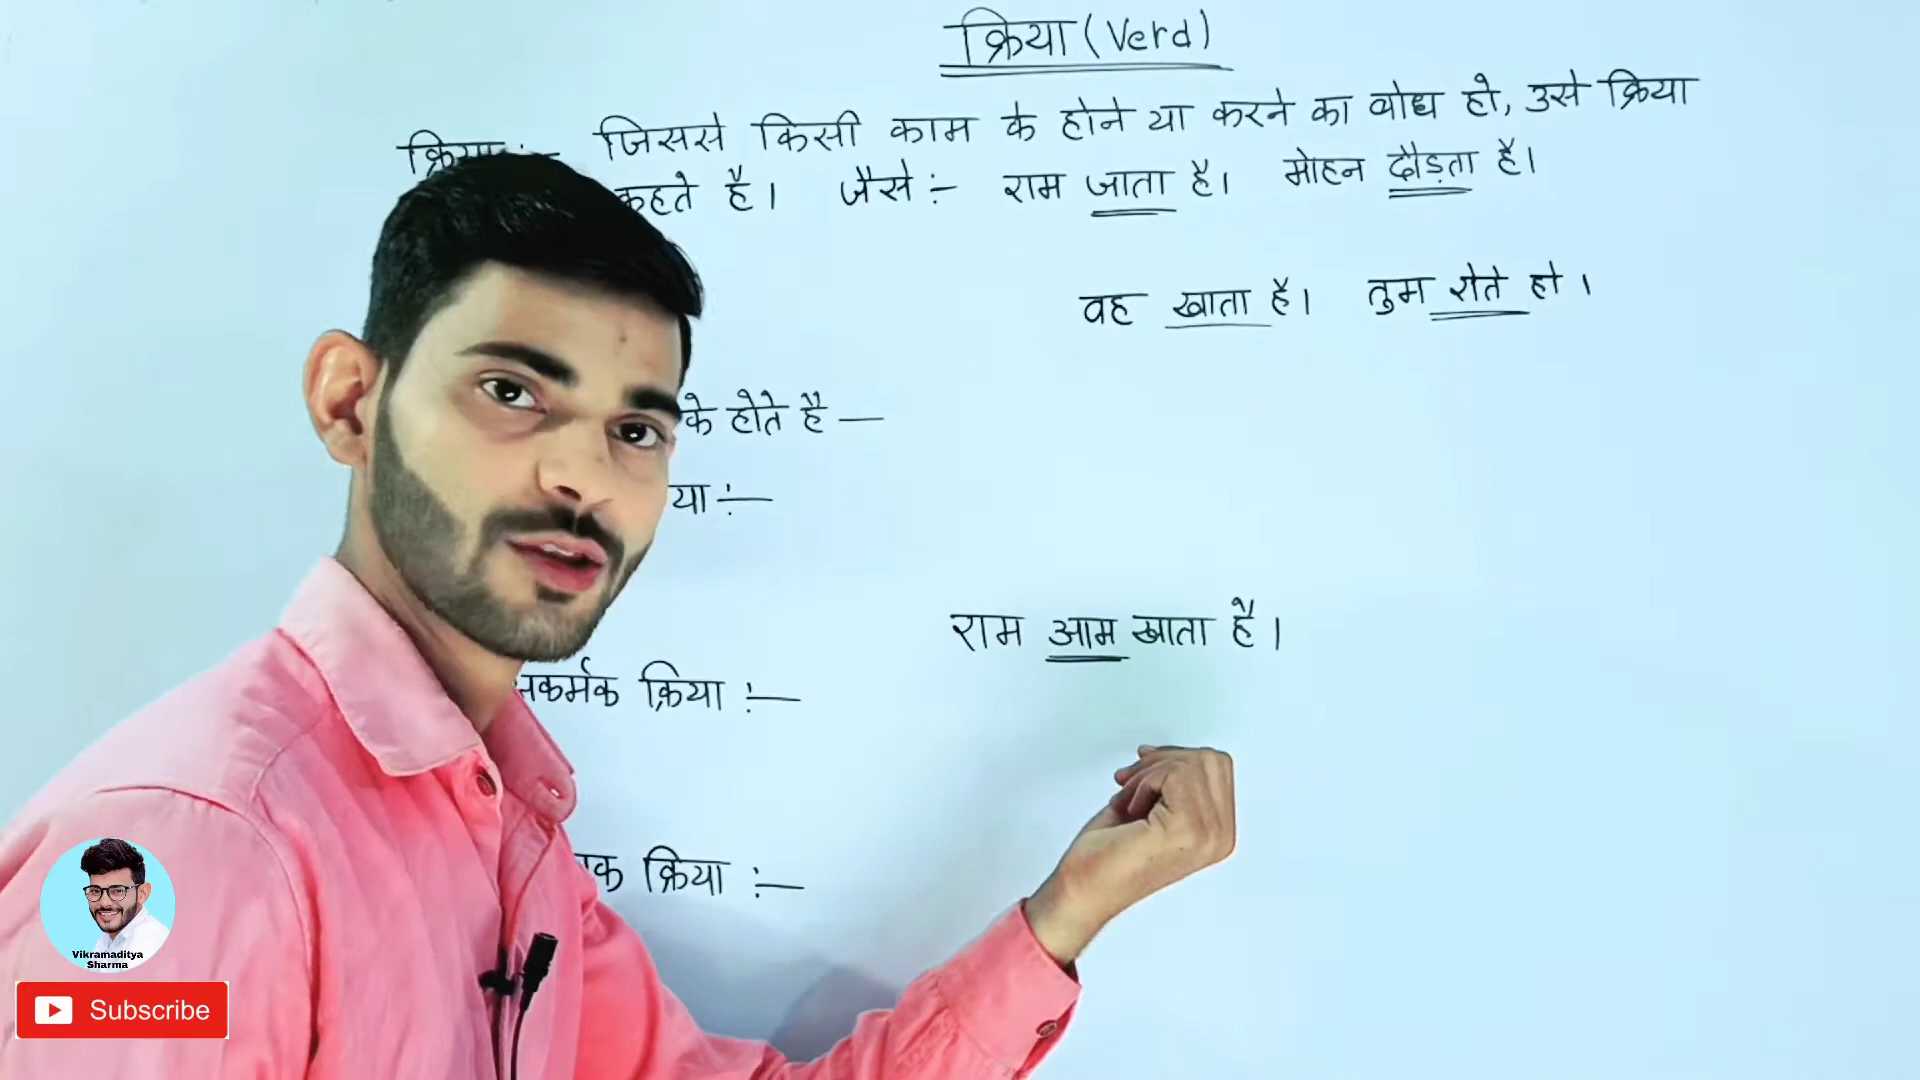 क्रिया (Verd)
क्रिया :- जिससे किसी काम के होने या करने का बोध हो, उसे क्रिया
कहते है। जैसे :- राम जाता है। मोहन दौड़ता है।
वह खाता है। तुम रोते हो।
के होते है —
या :-
राम आम खाता है।
कर्मक क्रिया :-
क क्रिया :-
Vikramaditya
Sharma
Subscribe